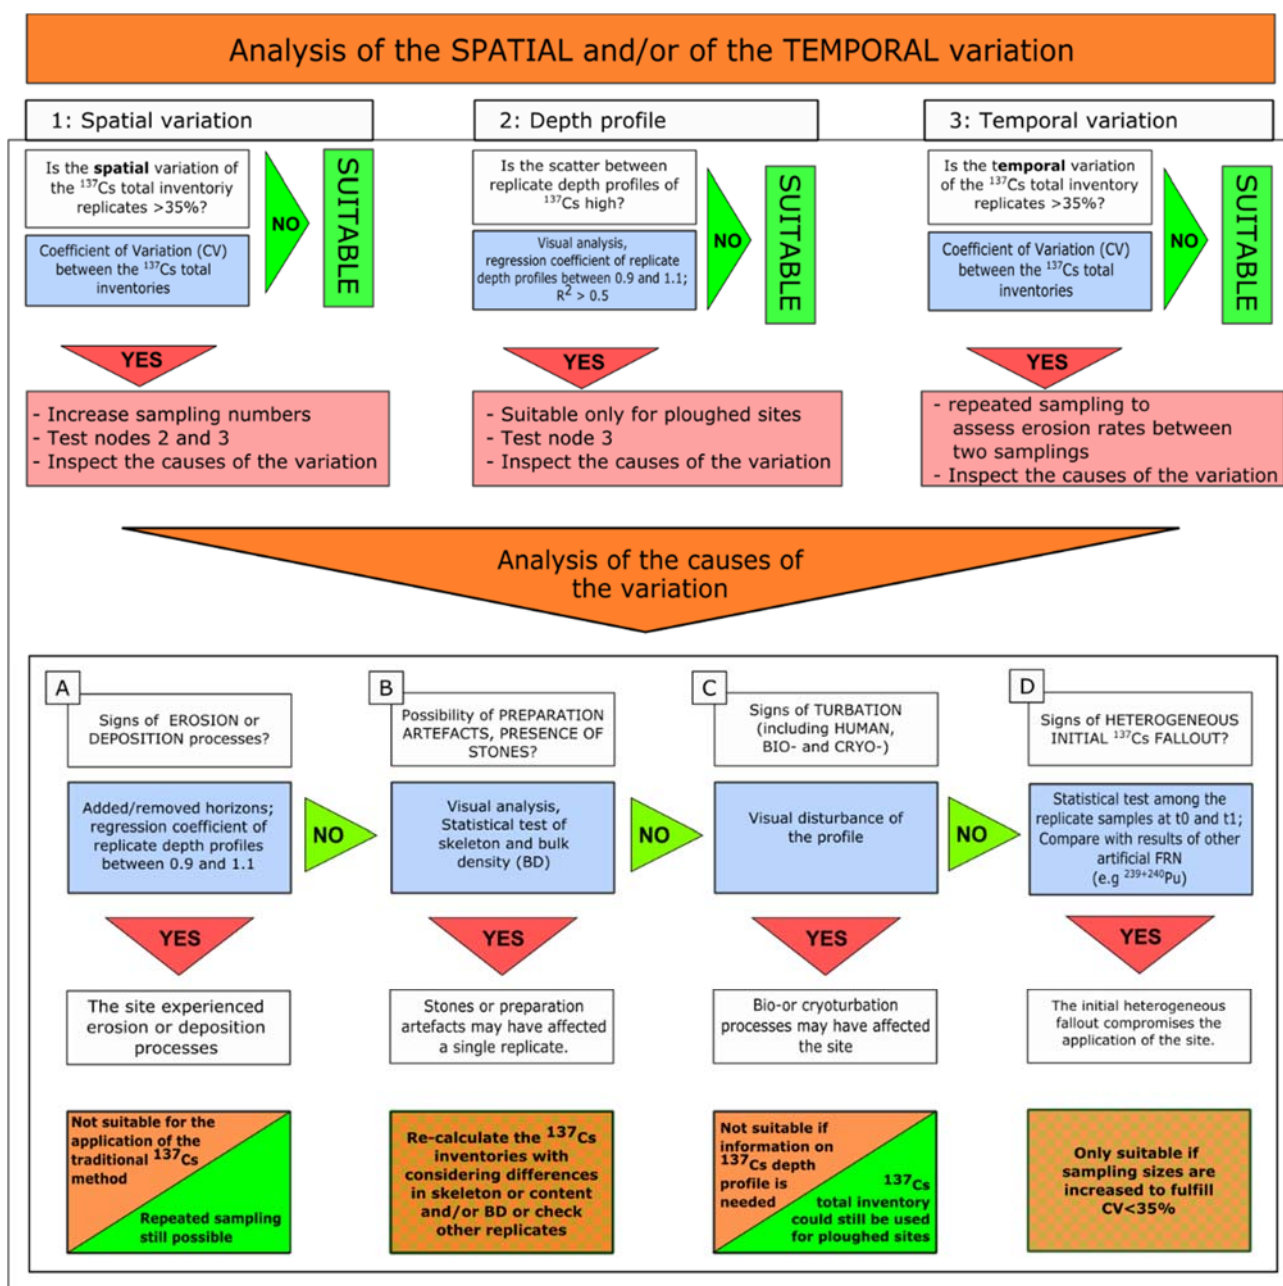 Analysis of the SPATIAL and/or of the TEMPORAL variation
1: Spatial variation
Is the spatial variation of
the ¹³⁷Cs total inventoriy
replicates >35%?
Coefficient of Variation (CV)
between the ¹³⁷Cs total
inventories
NO
SUITABLE
YES
- Increase sampling numbers
- Test nodes 2 and 3
- Inspect the causes of the variation
2: Depth profile
Is the scatter between
replicate depth profiles of
¹³⁷Cs high?
Visual analysis,
regression coefficient of replicate
depth profiles between 0.9 and 1.1;
R² > 0.5
NO
SUITABLE
YES
- Suitable only for ploughed sites
- Test node 3
- Inspect the causes of the variation
3: Temporal variation
Is the temporal variation
of the ¹³⁷Cs total inventory
replicates >35%?
Coefficient of Variation (CV)
between the ¹³⁷Cs total
inventories
NO
SUITABLE
YES
- repeated sampling to
assess erosion rates between
two samplings
- Inspect the causes of the variation
Analysis of the causes of
the variation
A
Signs of EROSION or
DEPOSITION processes?
Added/removed horizons;
regression coefficient of
replicate depth profiles
between 0.9 and 1.1
NO
YES
The site experienced
erosion or deposition
processes
Not suitable for the
application of the
traditional ¹³⁷Cs
method
Repeated sampling
still possible
B
Possibility of PREPARATION
ARTEFACTS, PRESENCE OF
STONES?
Visual analysis,
Statistical test of
skeleton and bulk
density (BD)
NO
YES
Stones or preparation
artefacts may have affected
a single replicate.
Re-calculate the ¹³⁷Cs
inventories with
considering differences
in skeleton or content
and/or BD or check
other replicates
C
Signs of TURBATION
(including HUMAN,
BIO- and CRYO-)
Visual disturbance of
the profile
NO
YES
Bio-or cryoturbation
processes may have affected
the site
Not suitable if
information on
¹³⁷Cs depth
profile is
needed
¹³⁷Cs
total inventory
could still be used
for ploughed sites
D
Signs of HETEROGENEOUS
INITIAL ¹³⁷Cs FALLOUT?
Statistical test among the
replicate samples at t0 and t1;
Compare with results of other
artificial FRN
(e.g ²³⁹⁺²⁴⁰Pu)
YES
The initial heterogeneous
fallout compromises the
application of the site.
Only suitable if
sampling sizes are
increased to fulfill
CV<35%